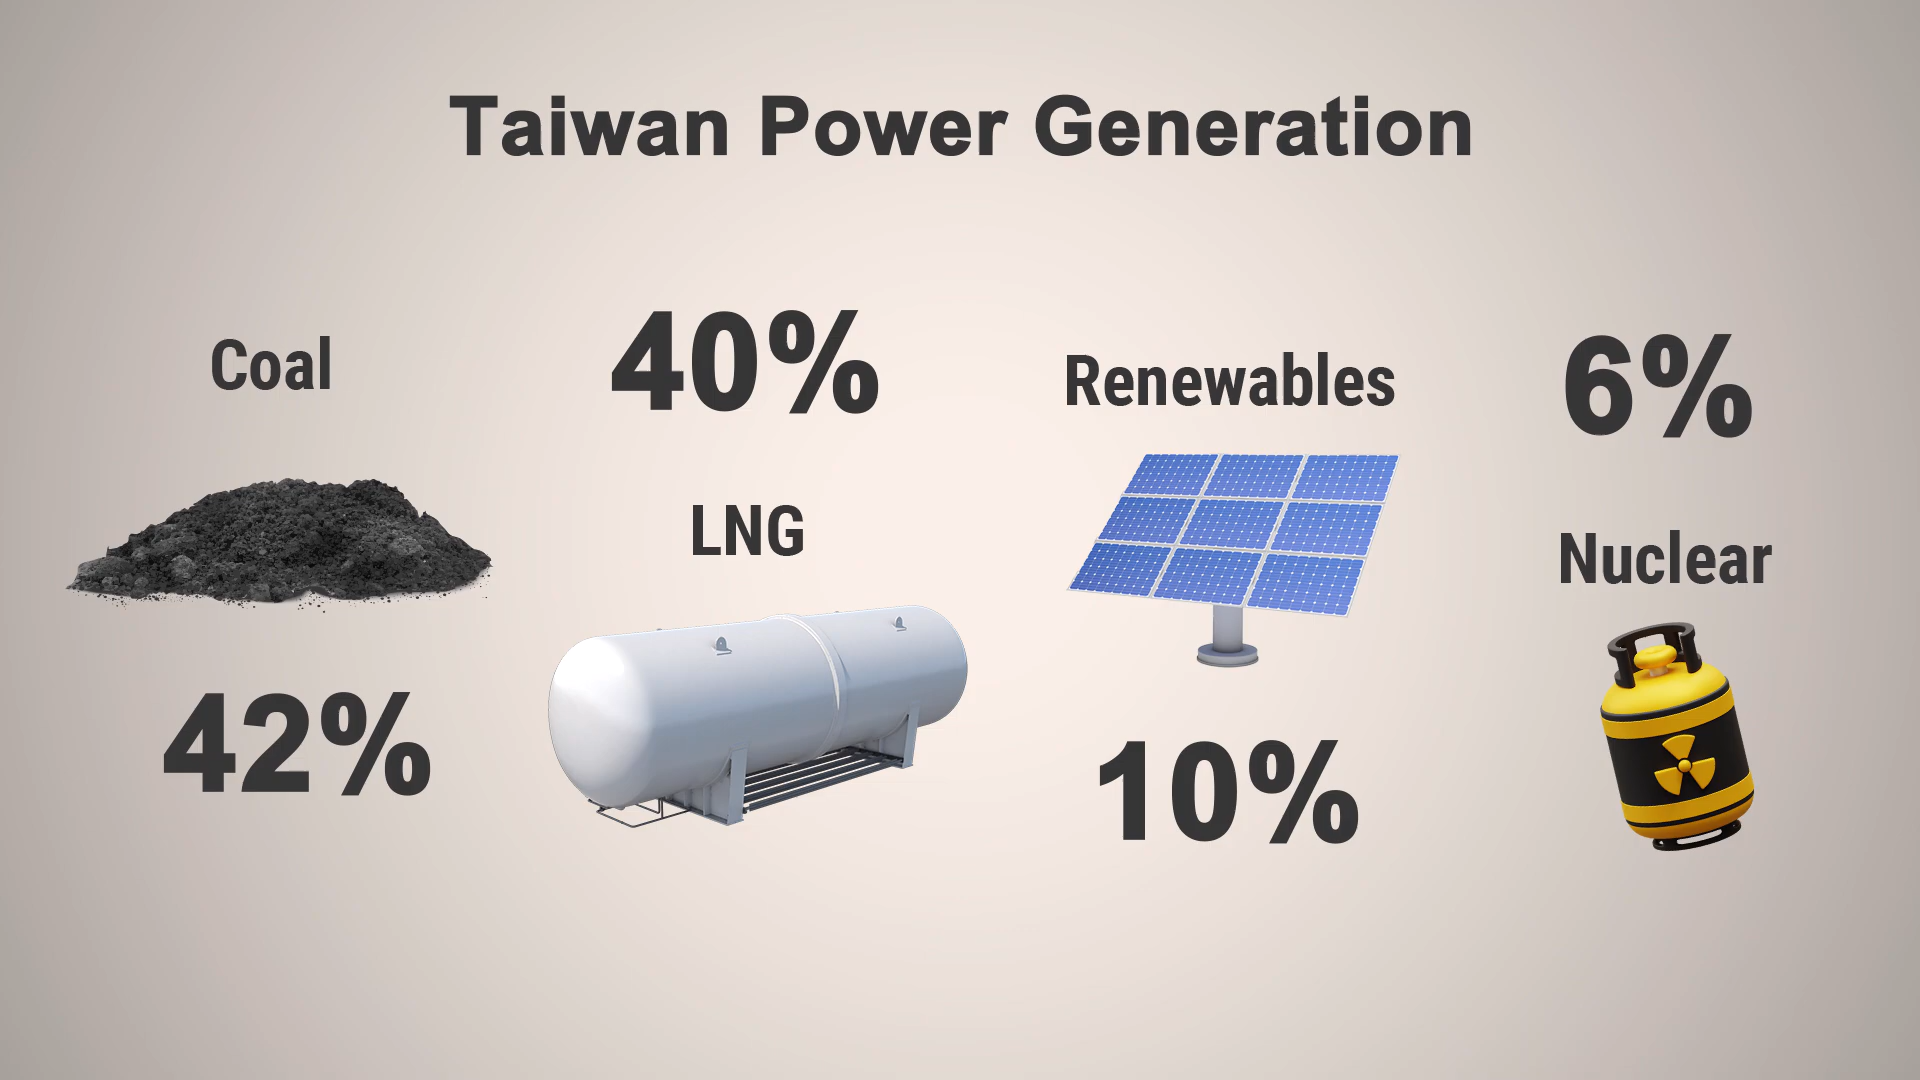 Taiwan Power Generation
Coal
42%
40%
LNG
Renewables
10%
6%
Nuclear